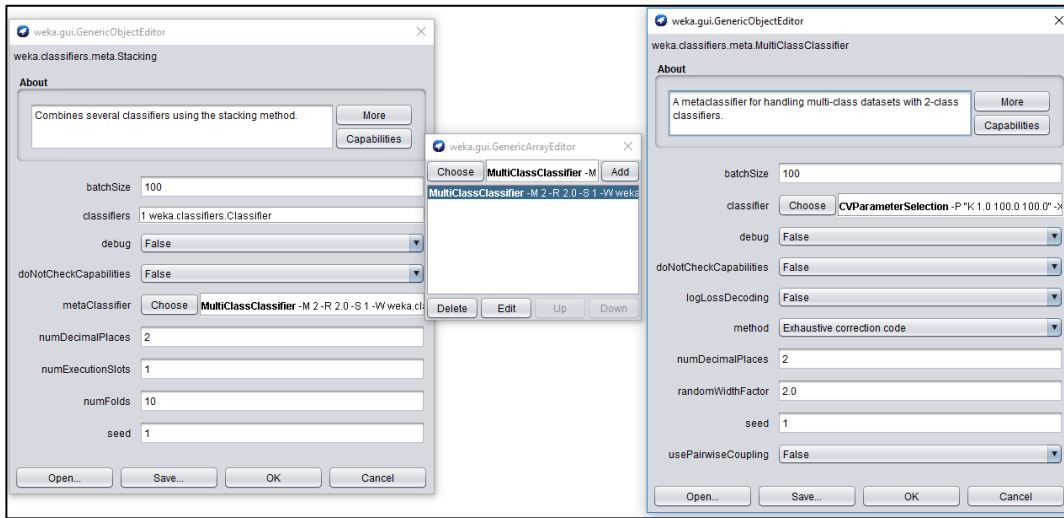 weka.gui.GenericObjectEditor
weka.classifiers.meta.Stacking
About
Combines several classifiers using the stacking method.
More
Capabilities
batchSize 100
classifiers 1 weka.classifiers.Classifier
debug False
doNotCheckCapabilities False
metaClassifier Choose MultiClassClassifier -M 2 -R 2.0 -S 1 -W weka.cla
numDecimalPlaces 2
numExecutionSlots 1
numFolds 10
seed 1
Open... Save... OK Cancel
weka.gui.GenericArrayEditor
Choose MultiClassClassifier -M Add
MultiClassClassifier -M 2 -R 2.0 -S 1 -W weka
Delete Edit Up Down
weka.gui.GenericObjectEditor
weka.classifiers.meta.MultiClassClassifier
About
A metaclassifier for handling multi-class datasets with 2-class
classifiers.
More
Capabilities
batchSize 100
classifier Choose CVParameterSelection -P "K 1.0 100.0 100.0" -X
debug False
doNotCheckCapabilities False
logLossDecoding False
method Exhaustive correction code
numDecimalPlaces 2
randomWidthFactor 2.0
seed 1
usePairwiseCoupling False
Open... Save... OK Cancel